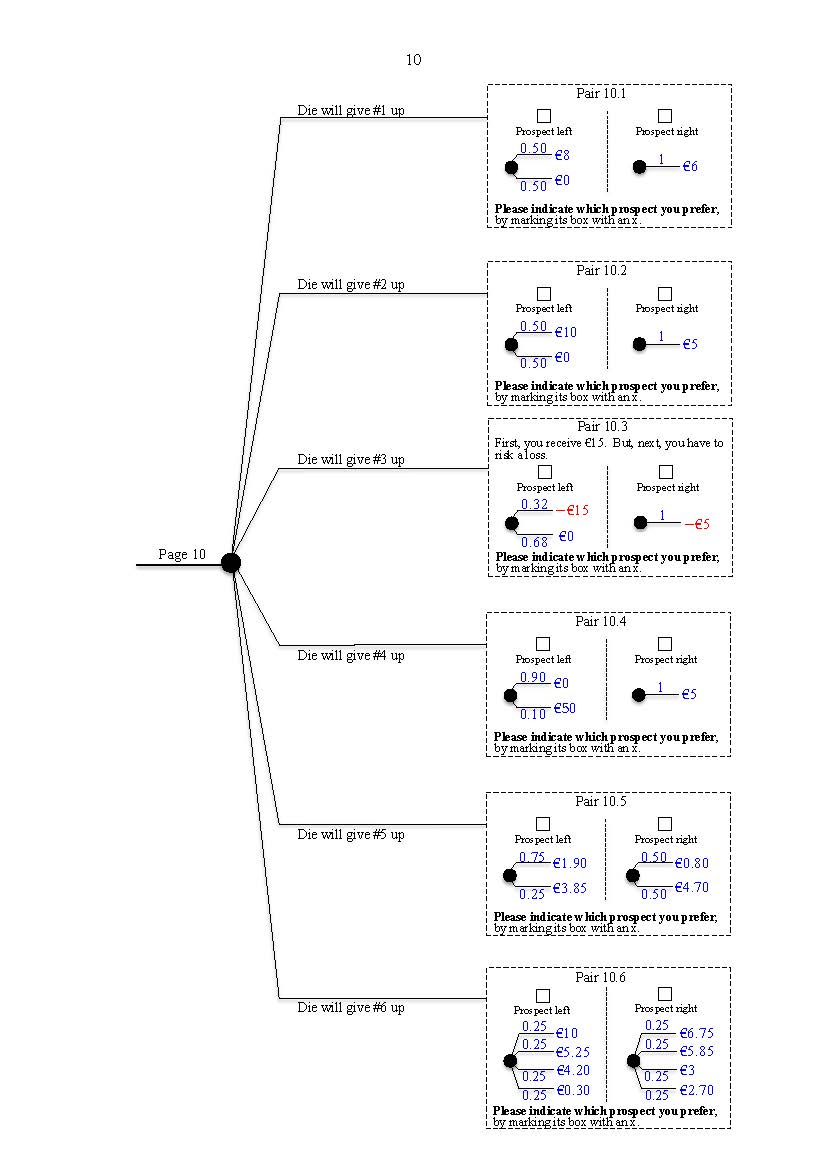 10
Die will give #1 up
Pair 10.1
Prospect left
Prospect right
0.50 €8
0.50 €0
1 €6
Please indicate which prospect you prefer,
by marking its box with an x.
Die will give #2 up
Pair 10.2
Prospect left
Prospect right
0.50 €10
0.50 €0
1 €5
Please indicate which prospect you prefer,
by marking its box with an x.
Die will give #3 up
Pair 10.3
First, you receive €15. But, next, you have to
risk a loss.
Prospect left
Prospect right
0.32 −€15
0.68 €0
1 −€5
Please indicate which prospect you prefer,
by marking its box with an x.
Page 10
Die will give #4 up
Pair 10.4
Prospect left
Prospect right
0.90 €0
0.10 €50
1 €5
Please indicate which prospect you prefer,
by marking its box with an x.
Die will give #5 up
Pair 10.5
Prospect left
Prospect right
0.75 €1.90
0.25 €3.85
0.50 €0.80
0.50 €4.70
Please indicate which prospect you prefer,
by marking its box with an x.
Die will give #6 up
Pair 10.6
Prospect left
Prospect right
0.25 €10
0.25 €5.25
0.25 €4.20
0.25 €0.30
0.25 €6.75
0.25 €5.85
0.25 €3
0.25 €2.70
Please indicate which prospect you prefer,
by marking its box with an x.